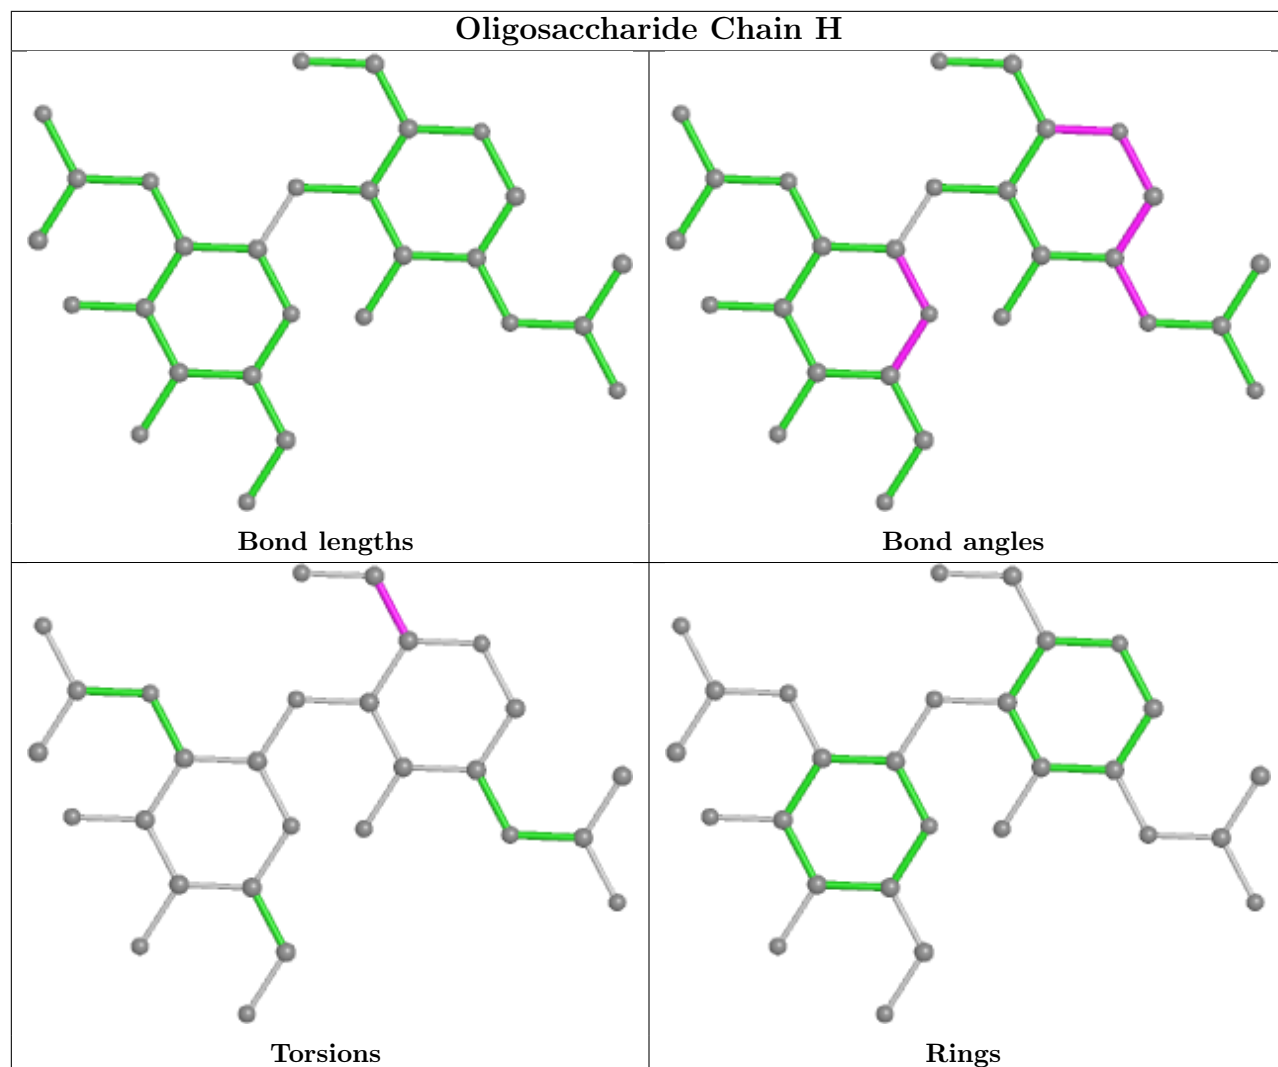 Oligosaccharide Chain H
Bond lengths
Bond angles
Torsions
Rings